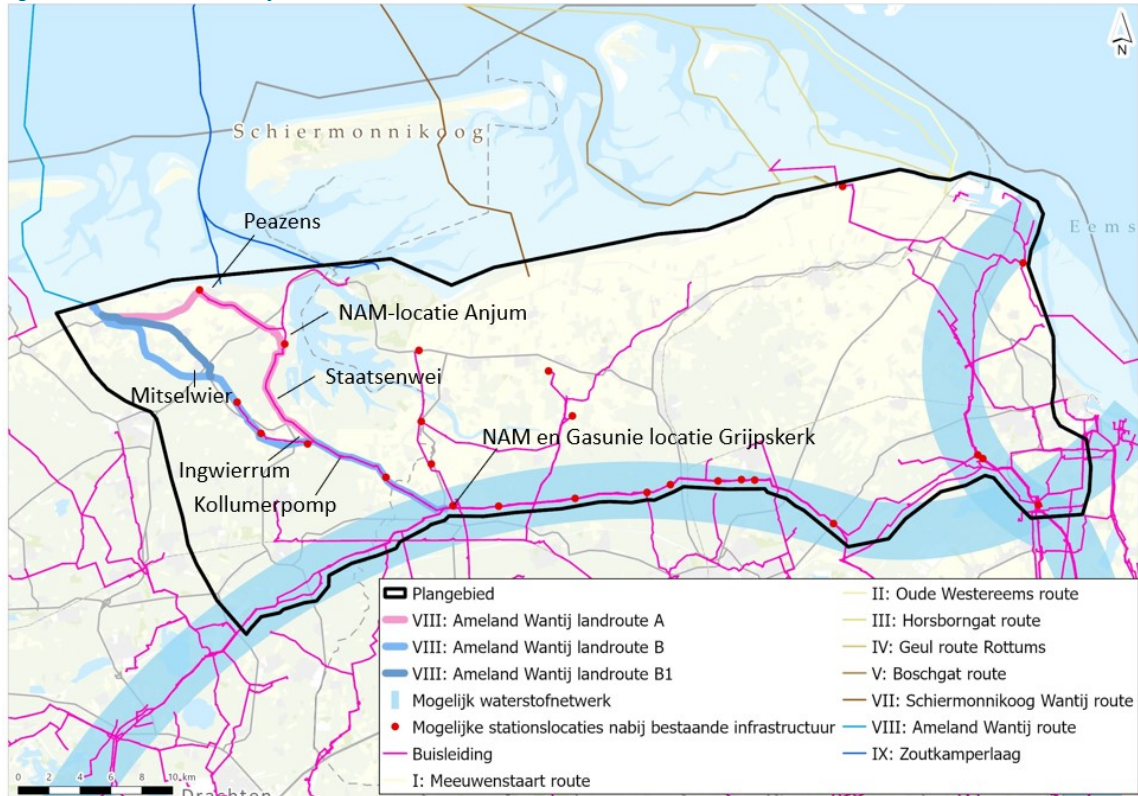 N
Schiermonnikoog
Peazens
Eems
NAM-locatie Anjum
Staatsenwei
Mitselwier
NAM en Gasunie locatie Grijpskerk
Ingwierrum
Kollumerpomp
Plangebied
VIII: Ameland Wantij landroute A
VIII: Ameland Wantij landroute B
VIII: Ameland Wantij landroute B1
Mogelijk waterstofnetwerk
Mogelijke stationslocaties nabij bestaande infrastructuur
Buisleiding
I: Meeuwenstaart route
II: Oude Westereems route
III: Horsborngat route
IV: Geul route Rottums
V: Boschgat route
VII: Schiermonnikoog Wantij route
VIII: Ameland Wantij route
IX: Zoutkamperlaag
0 2 4 6 8 10 km
Drachten